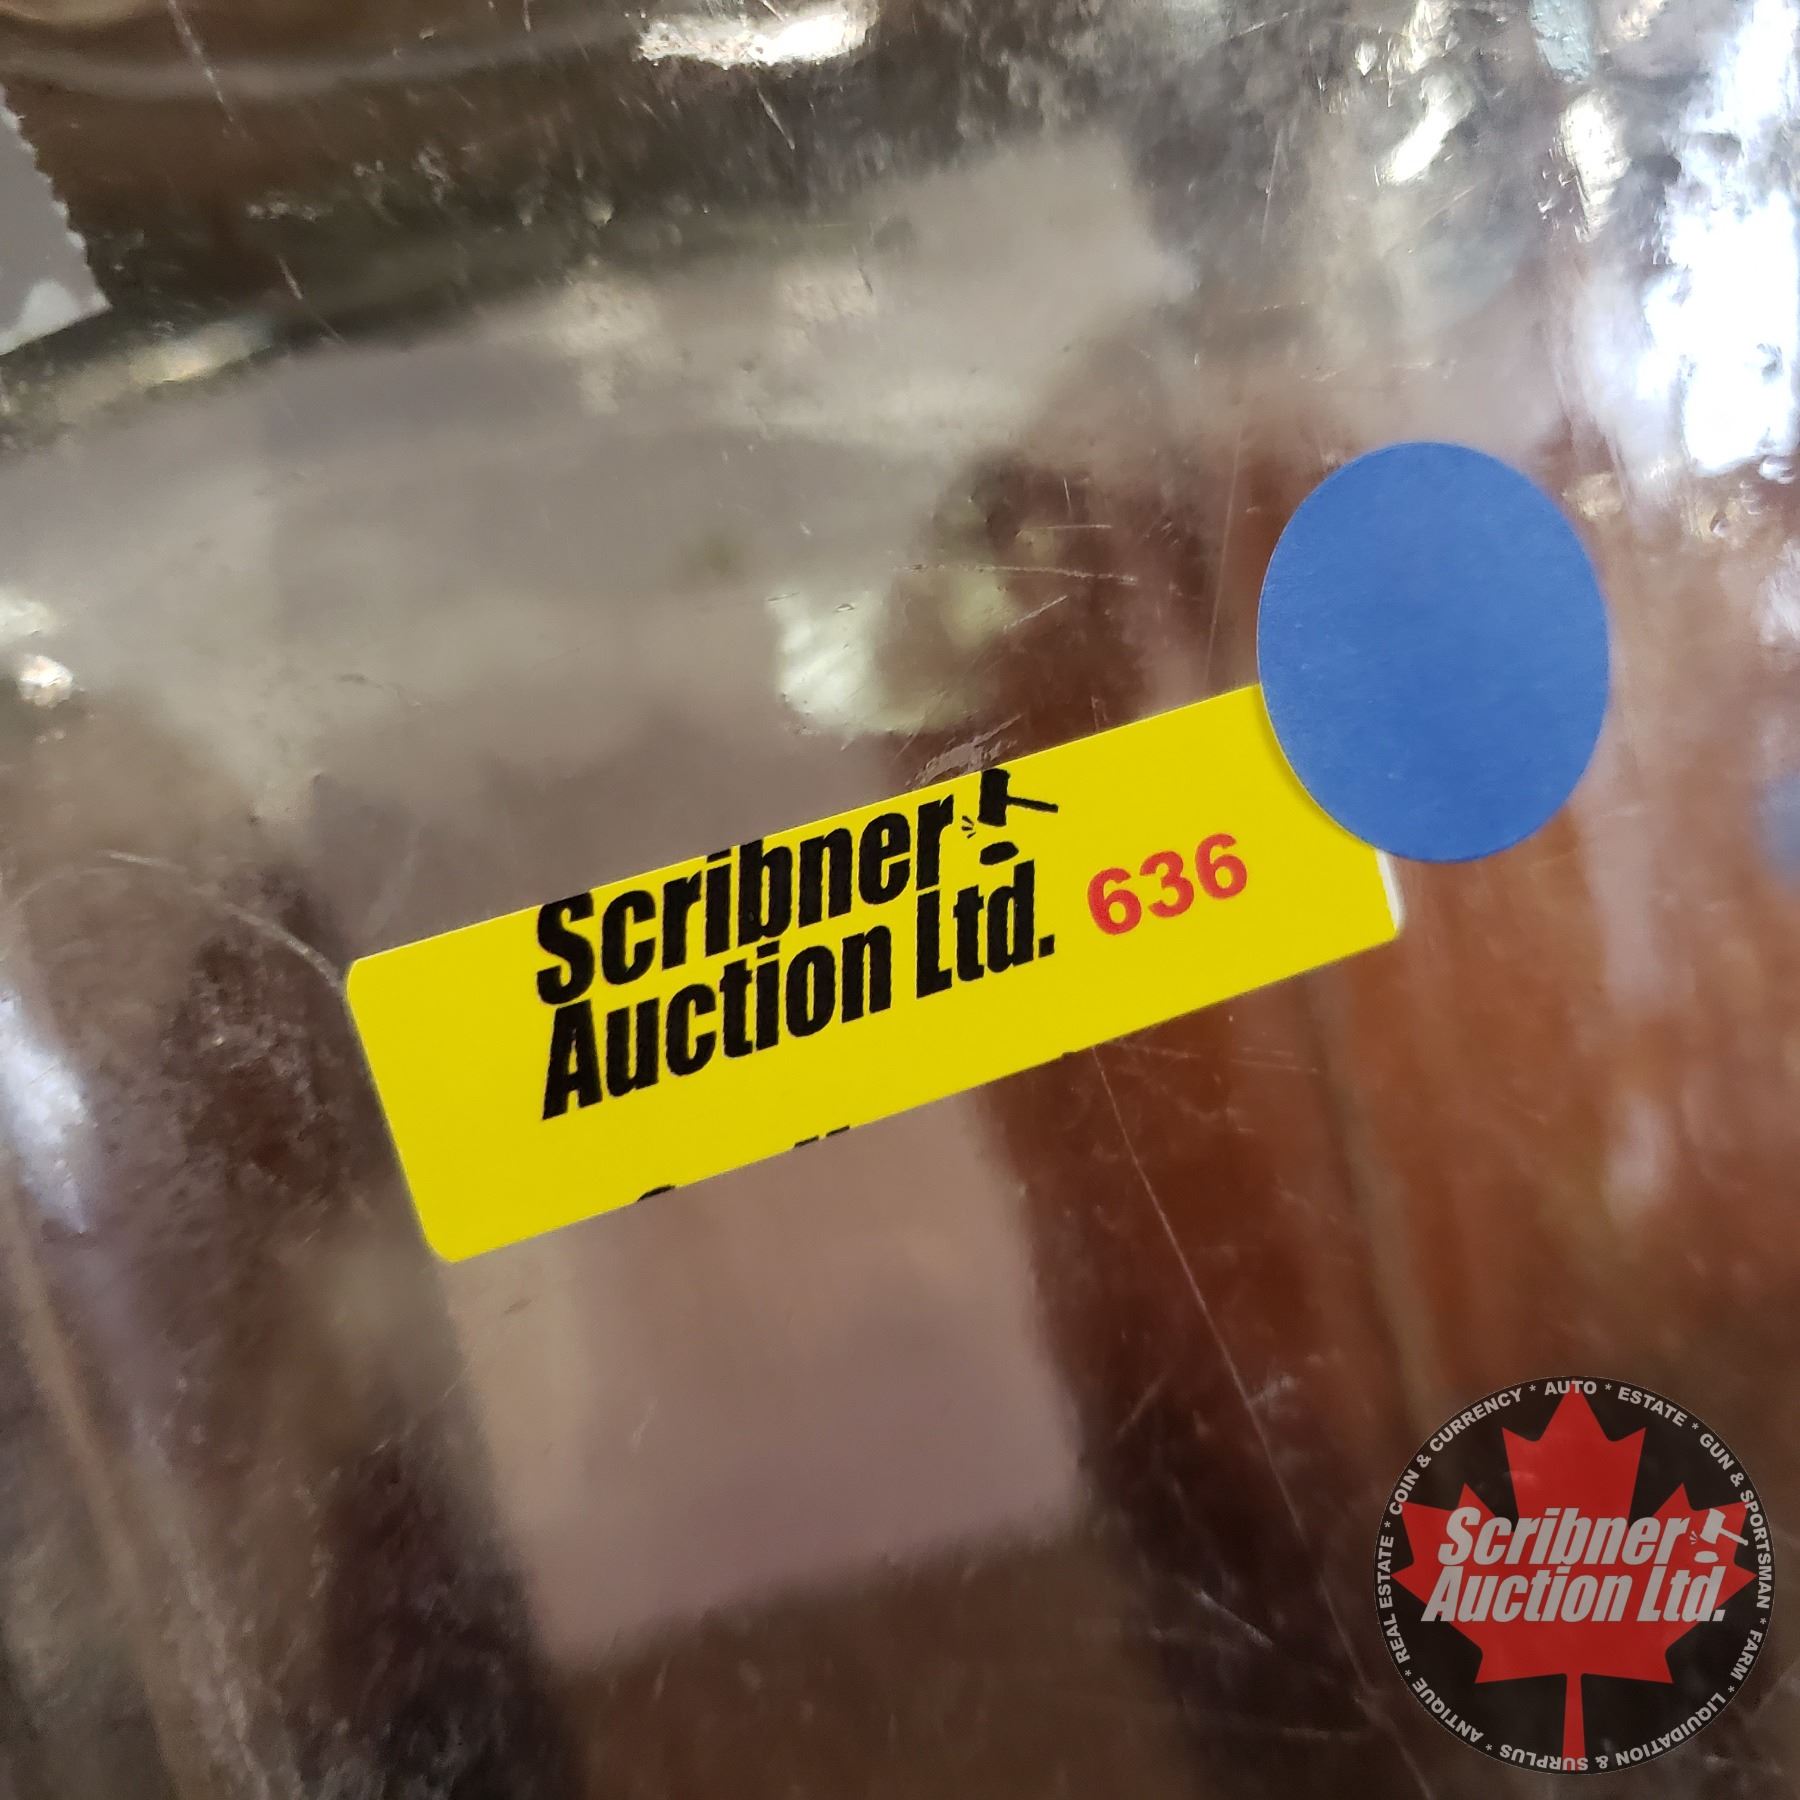 Scribner
Auction Ltd.
636
REAL ESTATE * COIN & CURRENCY * AUTO * ESTATE * GUN & SPORTSMAN * FARM * LIQUIDATION & SURPLUS * ANTIQUE *
Scribner
Auction Ltd.